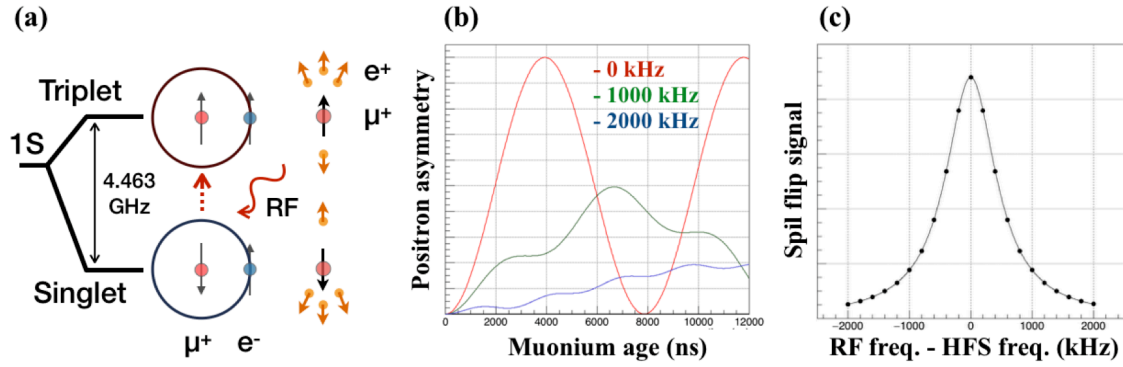 (a)
Triplet
1S
Singlet
4.463
GHz
RF
e+
μ+
μ+
e-
(b)
Positron asymmetry
- 0 kHz
- 1000 kHz
- 2000 kHz
0 2000 4000 6000 8000 10000 12000
Muonium age (ns)
(c)
Spil flip signal
-2000 -1000 0 1000 2000
RF freq. - HFS freq. (kHz)